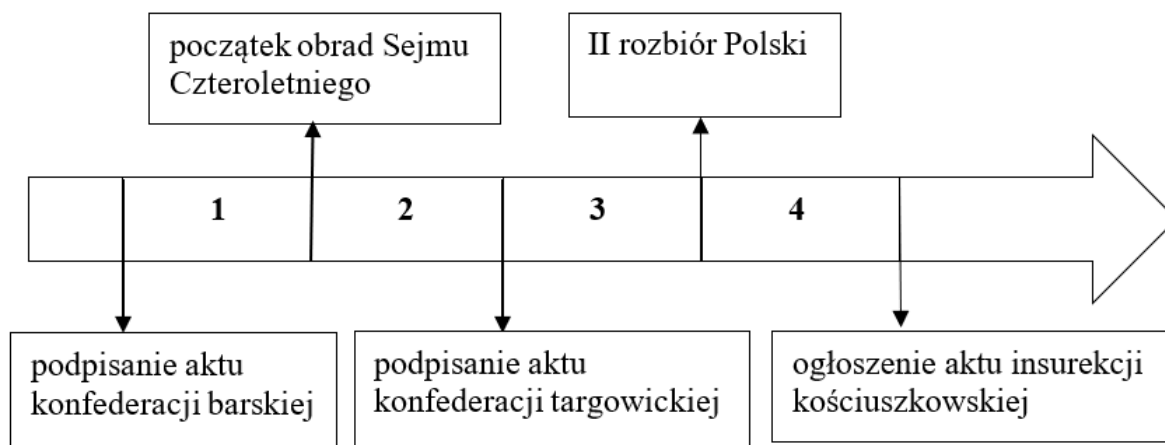 początek obrad Sejmu
Czteroletniego
II rozbiór Polski
1
2
3
4
podpisanie aktu
konfederacji barskiej
podpisanie aktu
konfederacji targowickiej
ogłoszenie aktu insurekcji
kościuszkowskiej